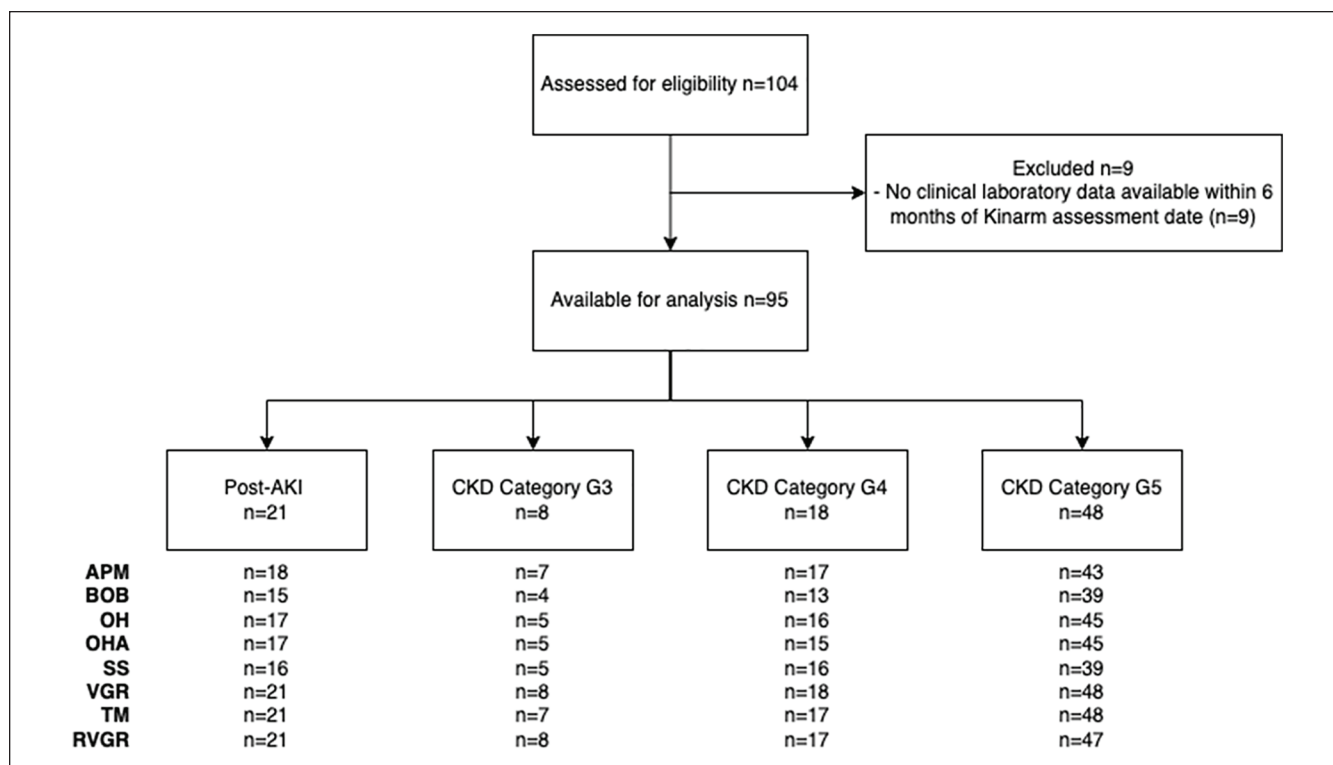 Assessed for eligibility n=104
Excluded n=9
- No clinical laboratory data available within 6
months of Kinarm assessment date (n=9)
Available for analysis n=95
Post-AKI
n=21
CKD Category G3
n=8
CKD Category G4
n=18
CKD Category G5
n=48
APM n=18 n=7 n=17 n=43
BOB n=15 n=4 n=13 n=39
OH n=17 n=5 n=16 n=45
OHA n=17 n=5 n=15 n=45
SS n=16 n=5 n=16 n=39
VGR n=21 n=8 n=18 n=48
TM n=21 n=7 n=17 n=48
RVGR n=21 n=8 n=17 n=47